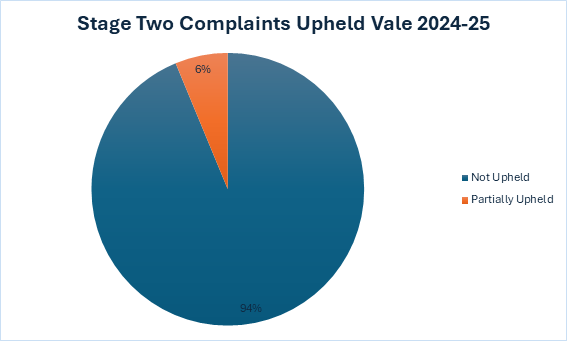 Stage Two Complaints Upheld Vale 2024-25
6%
Not Upheld
Partially Upheld
94%